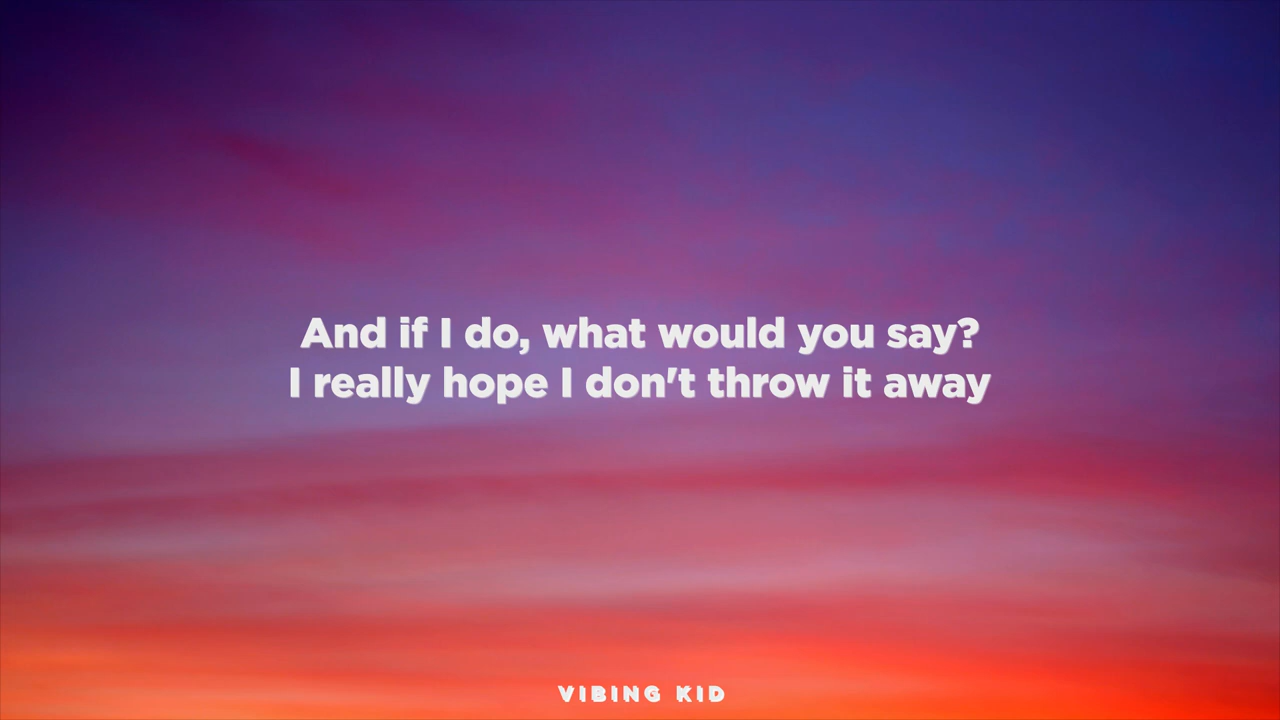 And if I do, what would you say?
I really hope I don't throw it away
VIBING KID